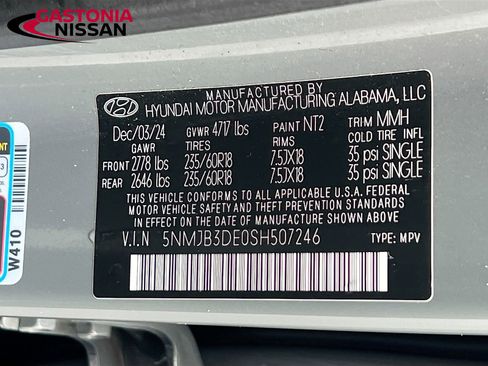 GASTONIA
NISSAN
MANUFACTURED BY
HYUNDAI MOTOR MANUFACTURING ALABAMA, LLC
Dec/03/24 GVWR 4717 lbs PAINT NT2 TRIM MMH
GAWR TIRES RIMS COLD TIRE INFL
FRONT 2778 lbs 235/60R18 7.5JX18 35 psi SINGLE
REAR 2646 lbs 235/60R18 7.5JX18 35 psi SINGLE
THIS VEHICLE CONFORMS TO ALL APPLICABLE U.S.A. FEDERAL
MOTOR VEHICLE SAFETY AND THEFT PREVENTION STANDARDS
IN EFFECT ON THE DATE OF MANUFACTURE SHOWN ABOVE.
V.I.N 5NMJB3DE0SH507246 TYPE: MPV
W410